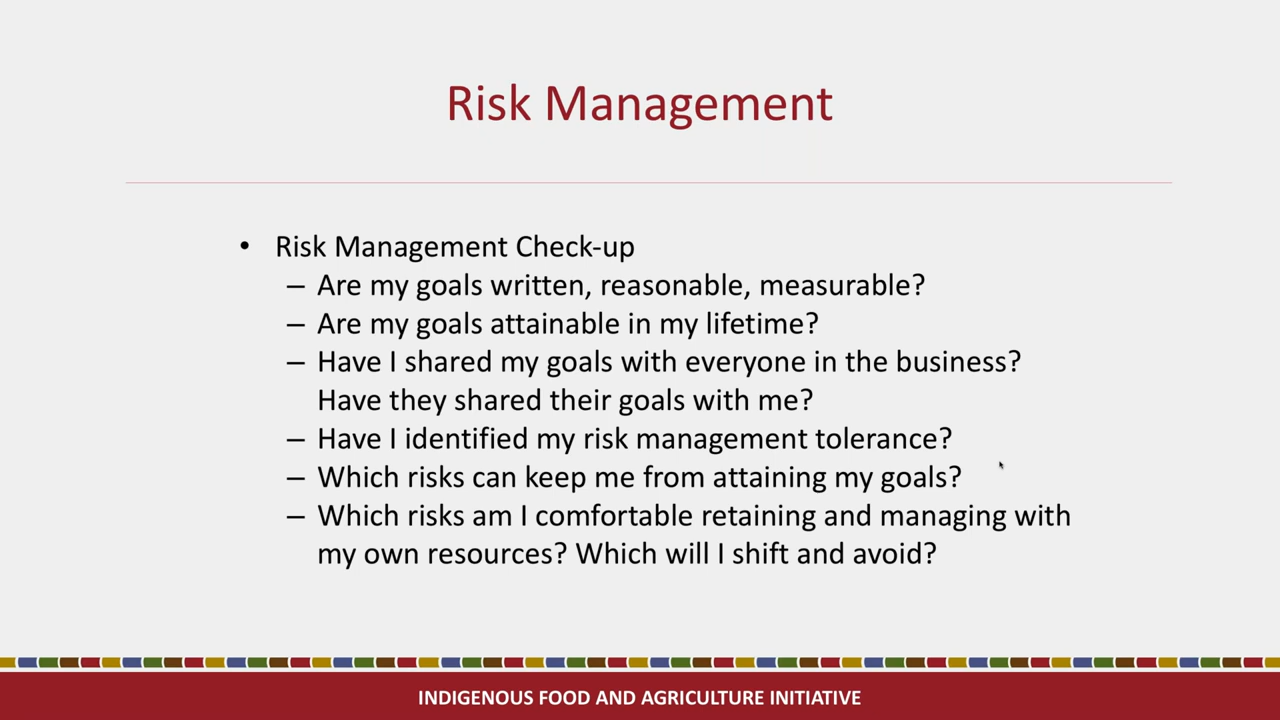 Risk Management
• Risk Management Check-up
– Are my goals written, reasonable, measurable?
– Are my goals attainable in my lifetime?
– Have I shared my goals with everyone in the business?
Have they shared their goals with me?
– Have I identified my risk management tolerance?
– Which risks can keep me from attaining my goals?
– Which risks am I comfortable retaining and managing with
my own resources? Which will I shift and avoid?
INDIGENOUS FOOD AND AGRICULTURE INITIATIVE